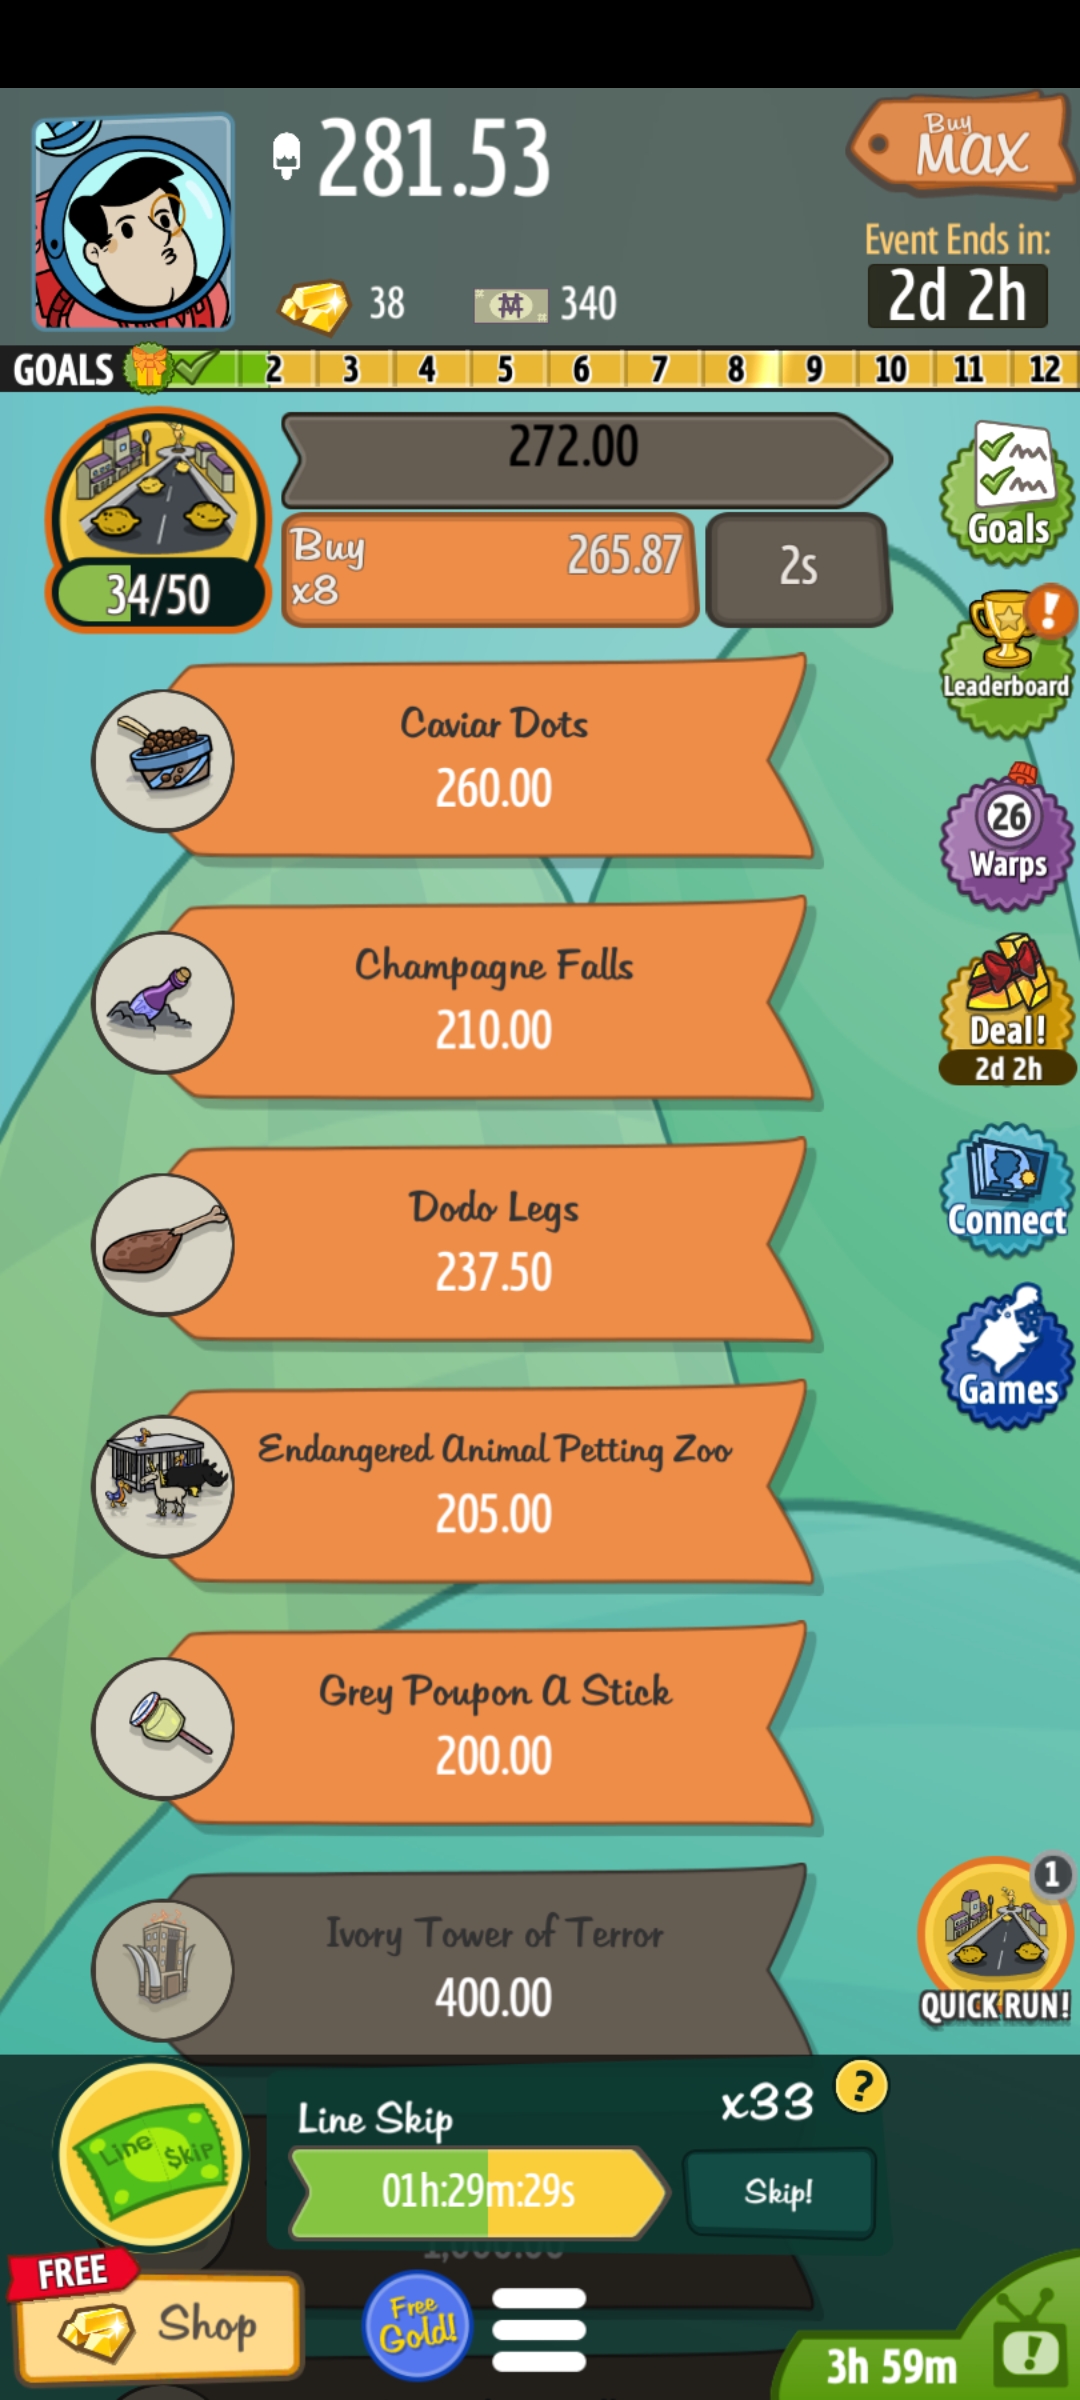 281.53
Buy
MAX
Event Ends in:
38
340
2d 2h
GOALS 2 3 4 5 6 7 8 9 10 11 12
272.00
Goals
Buy
x8
265.87
2s
34/50
!
Leaderboard
Caviar Dots
260.00
26
Warps
Champagne Falls
210.00
Deal!
2d 2h
Dodo Legs
237.50
Connect
Games
Endangered Animal Petting Zoo
205.00
Grey Poupon A Stick
200.00
1
QUICK RUN!
Ivory Tower of Terror
400.00
Line Skip
x33
?
Line $kip
01h:29m:29s
Skip!
FREE
Shop
Free
Gold!
3h 59m
!